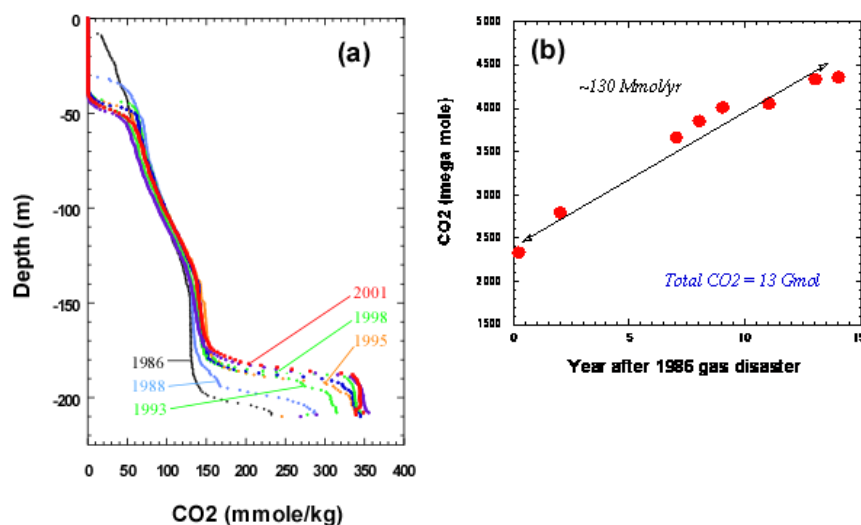 (a)
0
-50
-100
-150
-200
Depth (m)
2001
1998
1995
1986
1988
1993
0 50 100 150 200 250 300 350 400
CO2 (mmole/kg)
(b)
5000
4500
4000
3500
3000
2500
2000
1500
CO2 (mega mole)
~130 Mmol/yr
Total CO2 = 13 Gmol
0 5 10 15
Year after 1986 gas disaster